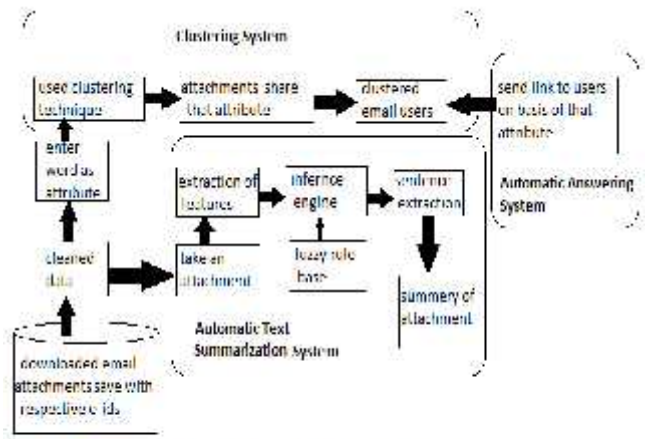 Clustering System
used clustering
technique
attachments share
that attribute
clustered
email users
send link to users
on basis of that
attribute
Automatic Answering
System
enter
word as
attribute
extraction of
features
infernce
engine
sentence
extraction
cleaned
data
take an
attachment
fuzzy rule
base
summery of
attachment
Automatic Text
Summarization System
downloaded email
attachments save with
respective e-ids